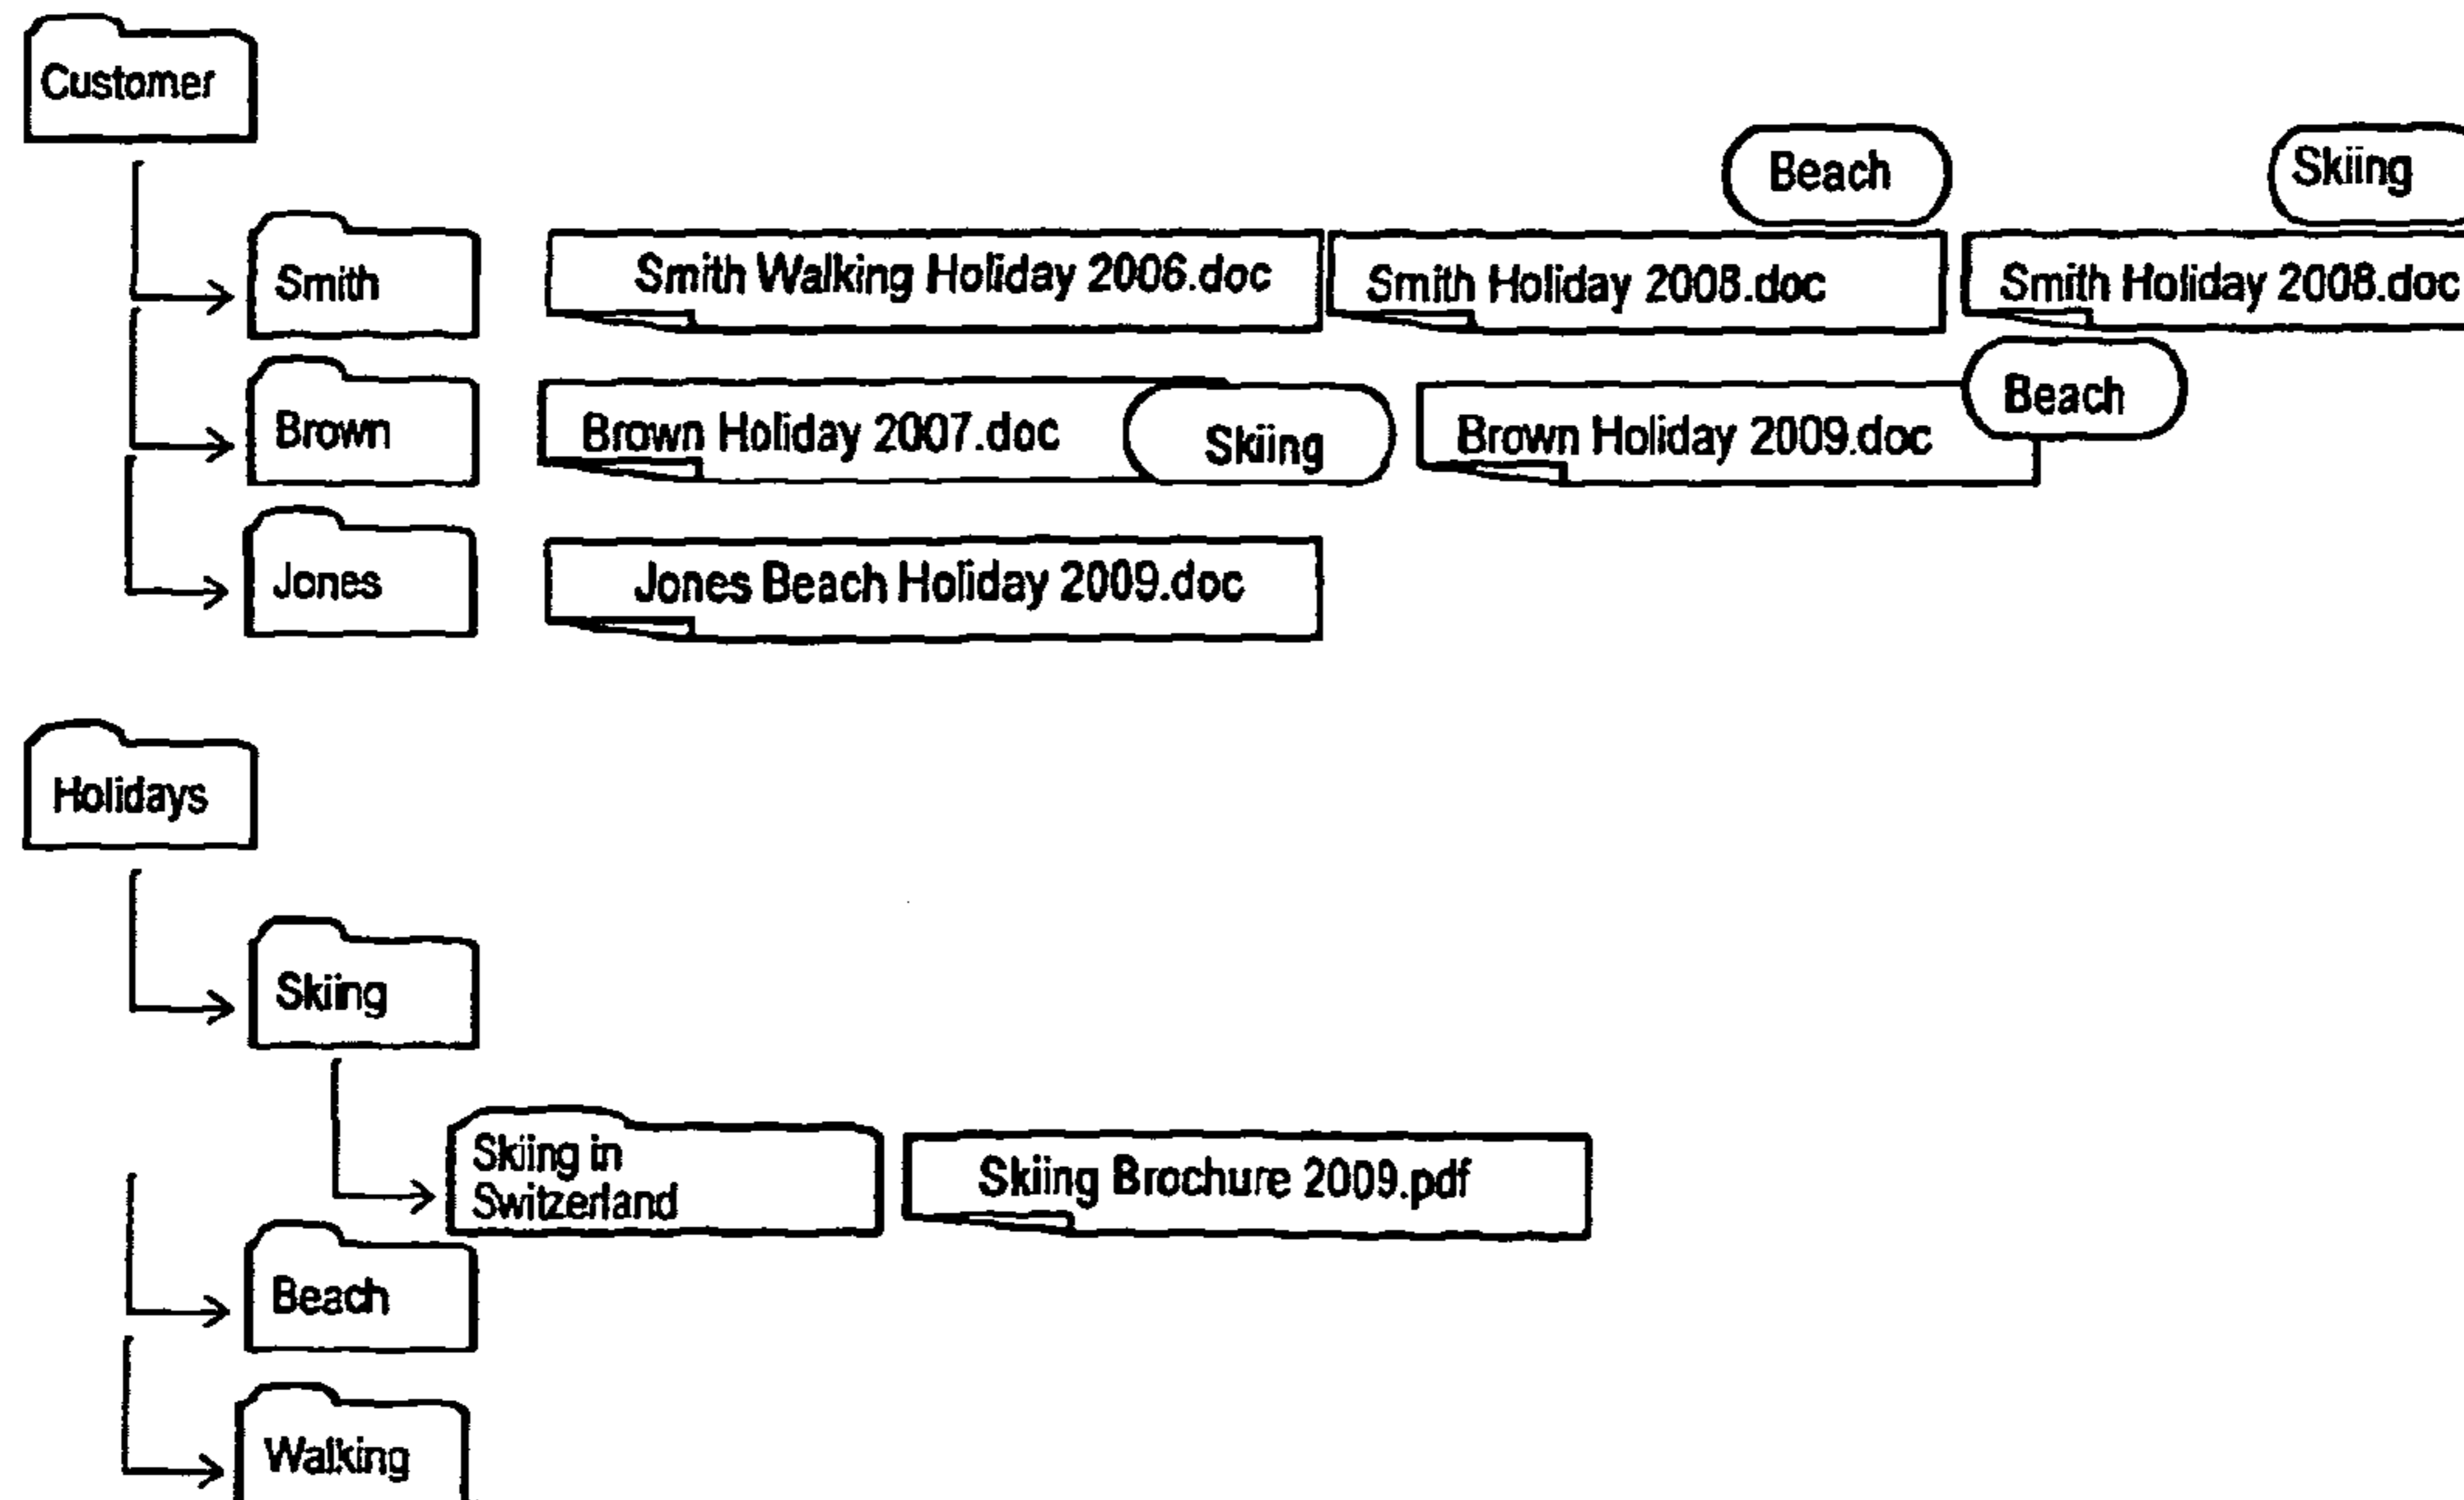 Customer
Beach
Skiing
Smith
Smith Walking Holiday 2006.doc
Smith Holiday 2008.doc
Smith Holiday 2008.doc
Brown
Brown Holiday 2007.doc
Skiing
Brown Holiday 2009.doc
Beach
Jones
Jones Beach Holiday 2009.doc
Holidays
Skiing
Skiing in
Switzerland
Skiing Brochure 2009.pdf
Beach
Walking